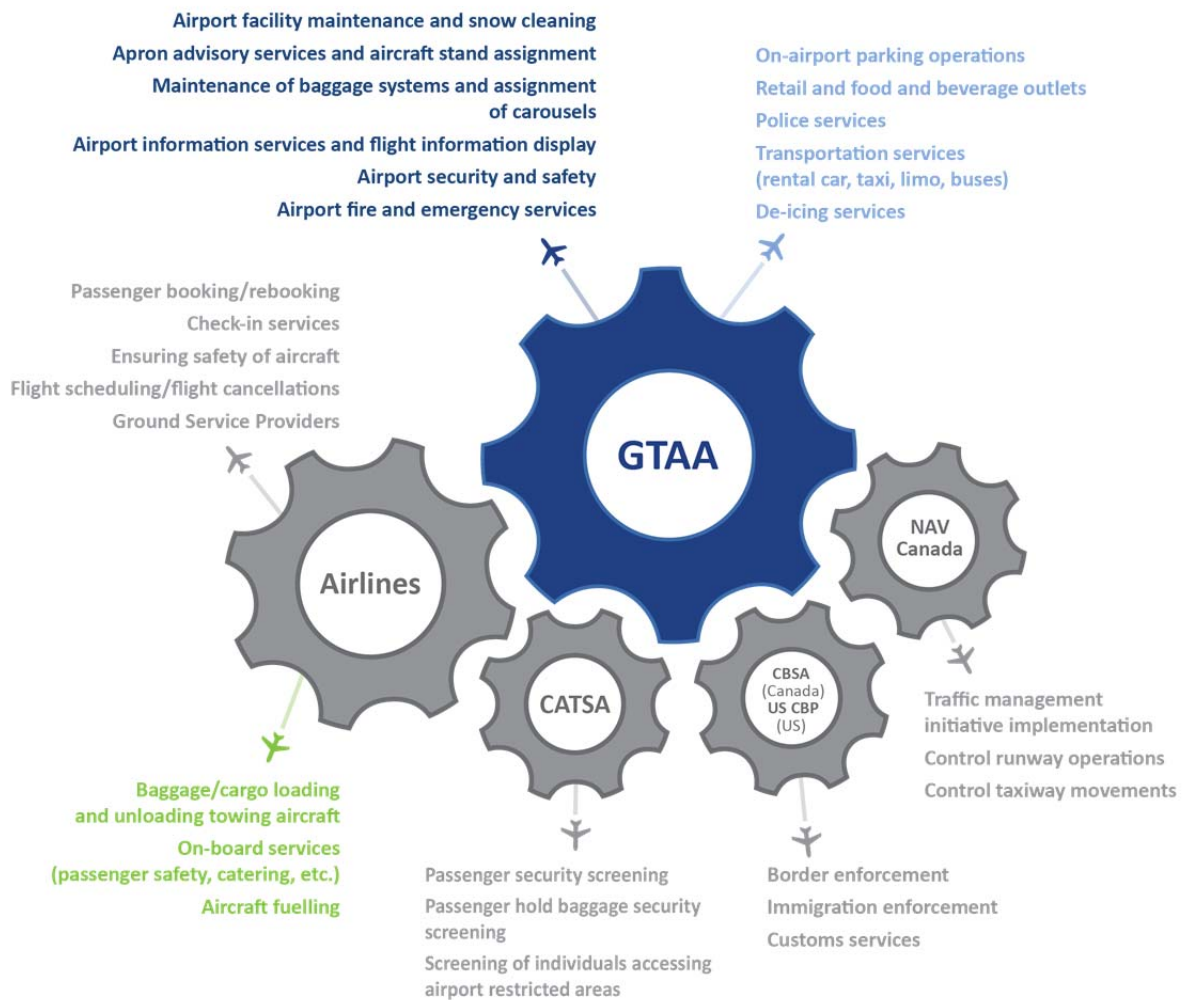 Airport facility maintenance and snow cleaning
Apron advisory services and aircraft stand assignment
Maintenance of baggage systems and assignment
of carousels
Airport information services and flight information display
Airport security and safety
Airport fire and emergency services
On-airport parking operations
Retail and food and beverage outlets
Police services
Transportation services
(rental car, taxi, limo, buses)
De-icing services
Passenger booking/rebooking
Check-in services
Ensuring safety of aircraft
Flight scheduling/flight cancellations
Ground Service Providers
GTAA
Airlines
NAV
Canada
CATSA
CBSA
(Canada)
US CBP
(US)
Baggage/cargo loading
and unloading towing aircraft
On-board services
(passenger safety, catering, etc.)
Aircraft fuelling
Passenger security screening
Passenger hold baggage security
screening
Screening of individuals accessing
airport restricted areas
Border enforcement
Immigration enforcement
Customs services
Traffic management
initiative implementation
Control runway operations
Control taxiway movements